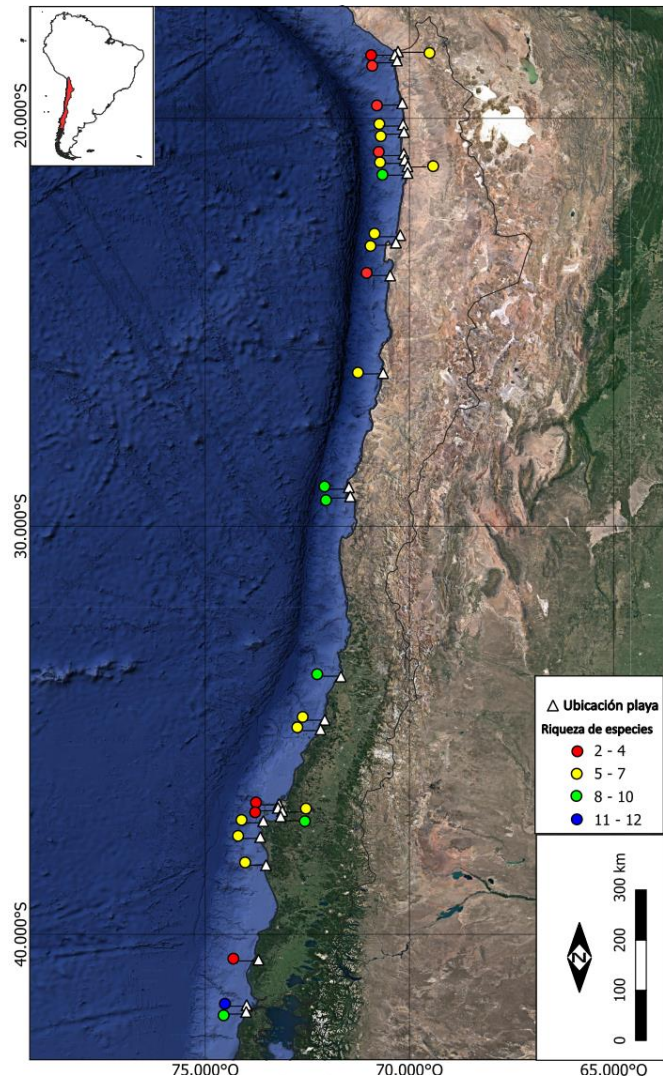 20.000°S
30.000°S
40.000°S
Ubicación playa
Riqueza de especies
2 - 4
5 - 7
8 - 10
11 - 12
Z
0 100 200 300 km
75.000°O
70.000°O
65.000°O